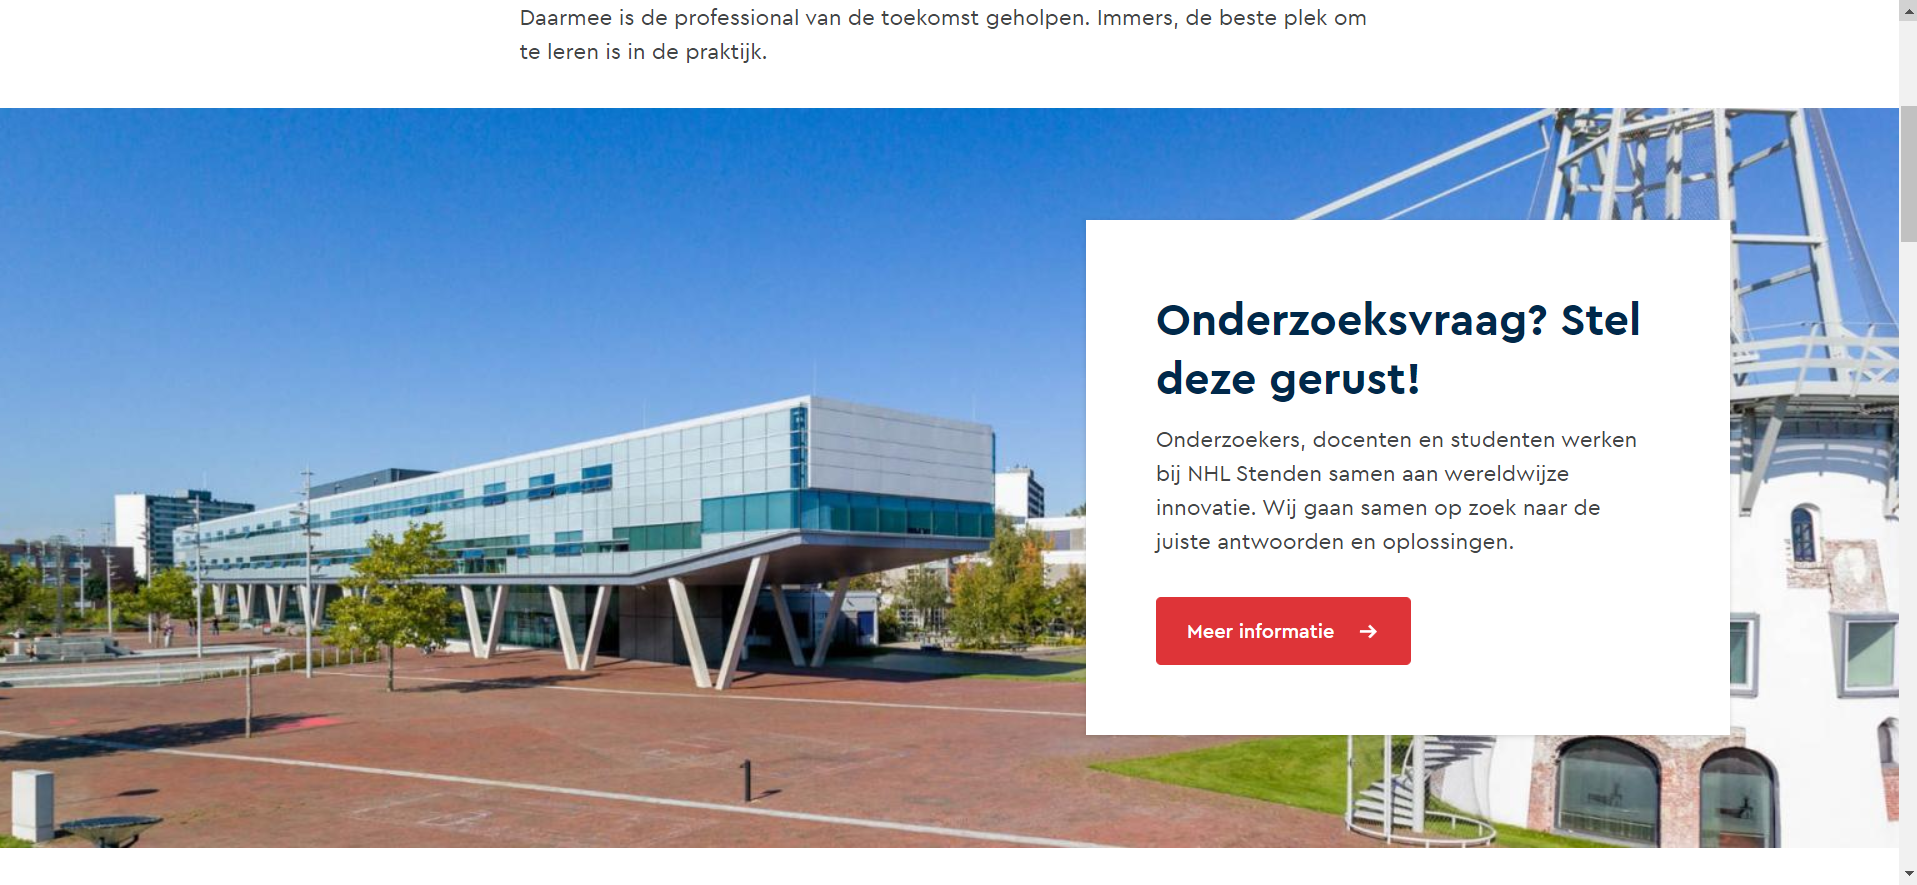 Daarmee is de professional van de toekomst geholpen. Immers, de beste plek om
te leren is in de praktijk.
Onderzoeksvraag? Stel
deze gerust!
Onderzoekers, docenten en studenten werken
bij NHL Stenden samen aan wereldwijze
innovatie. Wij gaan samen op zoek naar de
juiste antwoorden en oplossingen.
Meer informatie